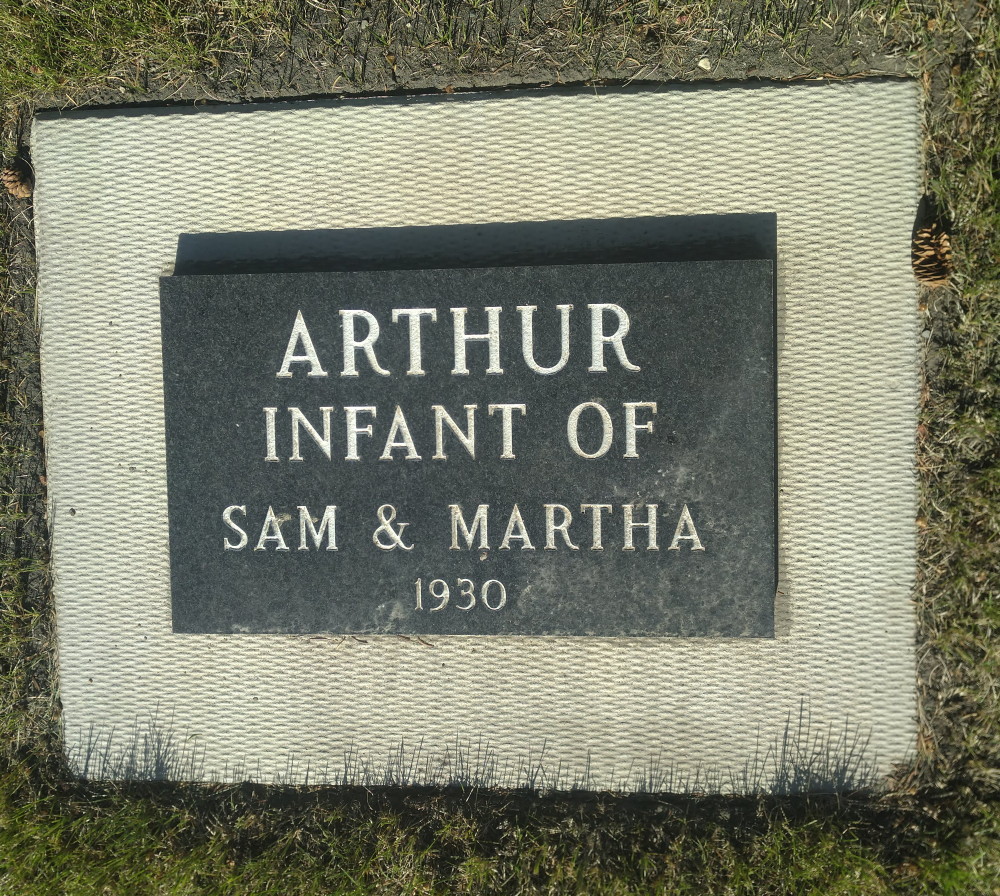 ARTHUR
INFANT OF
SAM & MARTHA
1930